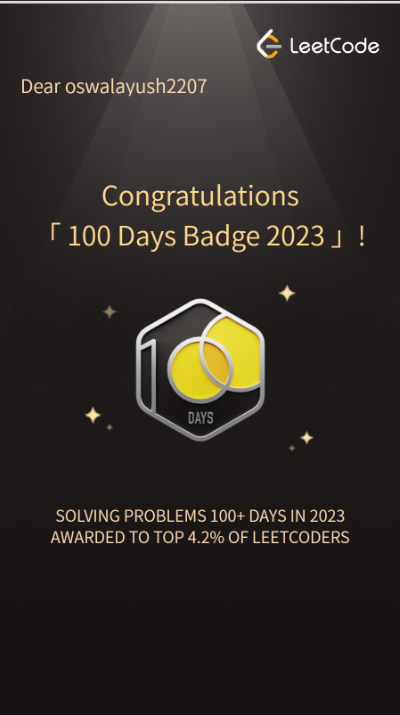 LeetCode
Dear oswalayush2207
Congratulations
「 100 Days Badge 2023 」!
100
DAYS
SOLVING PROBLEMS 100+ DAYS IN 2023
AWARDED TO TOP 4.2% OF LEETCODERS